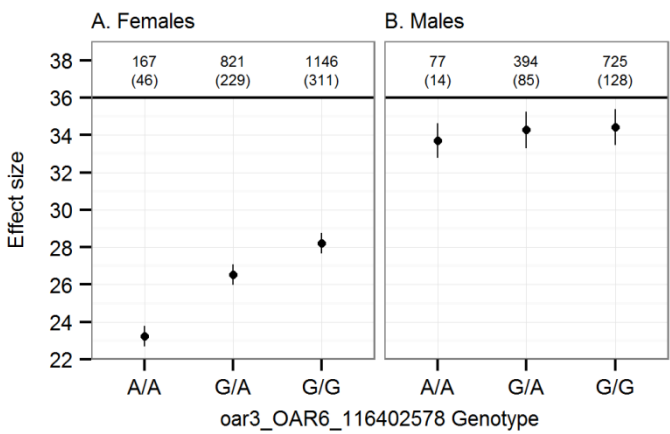 A. Females
B. Males
38
36
34
32
30
28
26
24
22
Effect size
167 821 1146
(46) (229) (311)
77 394 725
(14) (85) (128)
A/A G/A G/G
A/A G/A G/G
oar3_OAR6_116402578 Genotype